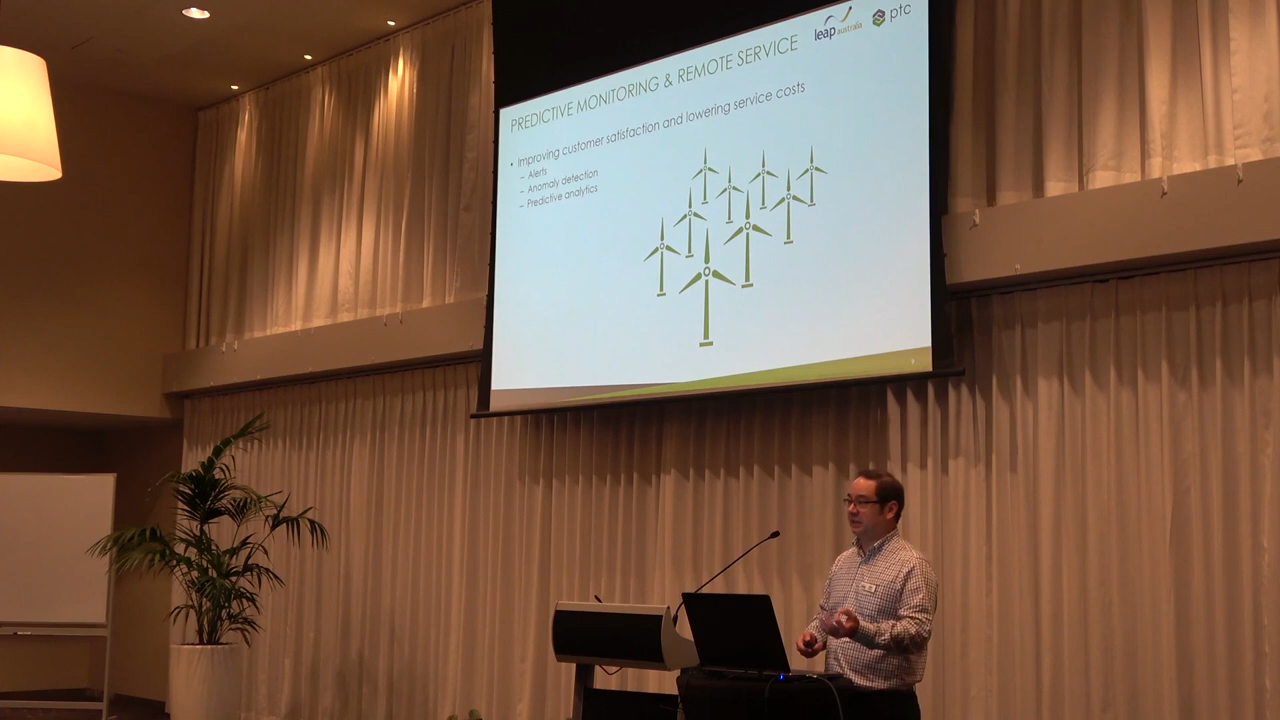 leap australia
ptc
PREDICTIVE MONITORING & REMOTE SERVICE
• Improving customer satisfaction and lowering service costs
– Alerts
– Anomaly detection
– Predictive analytics